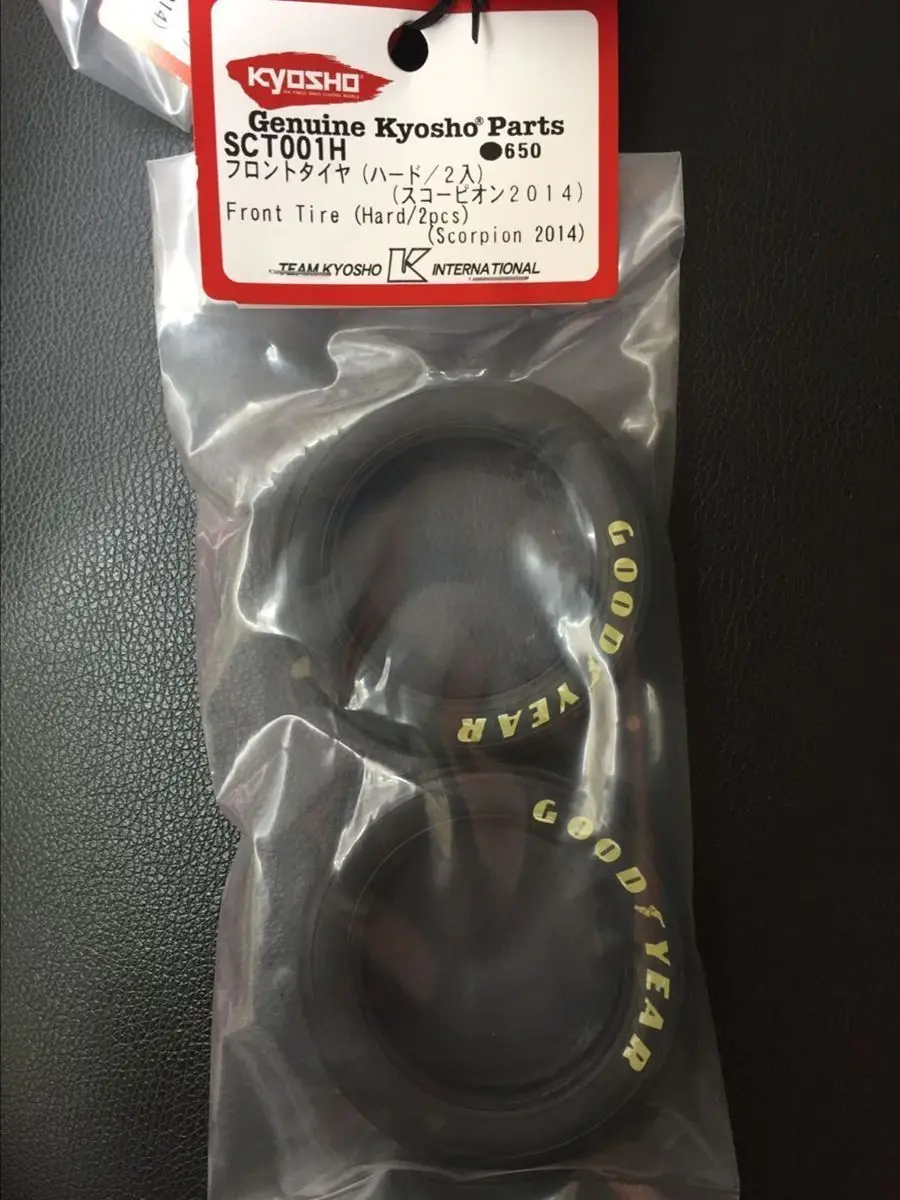 14)
KYOSHO
Genuine Kyosho® Parts
SCT001H ●650
フロントタイヤ（ハード／２入）
（スコーピオン２０１４）
Front Tire (Hard/2pcs)
(Scorpion 2014)
TEAM KYOSHO K INTERNATIONAL
GOODYEAR
GOODYEAR